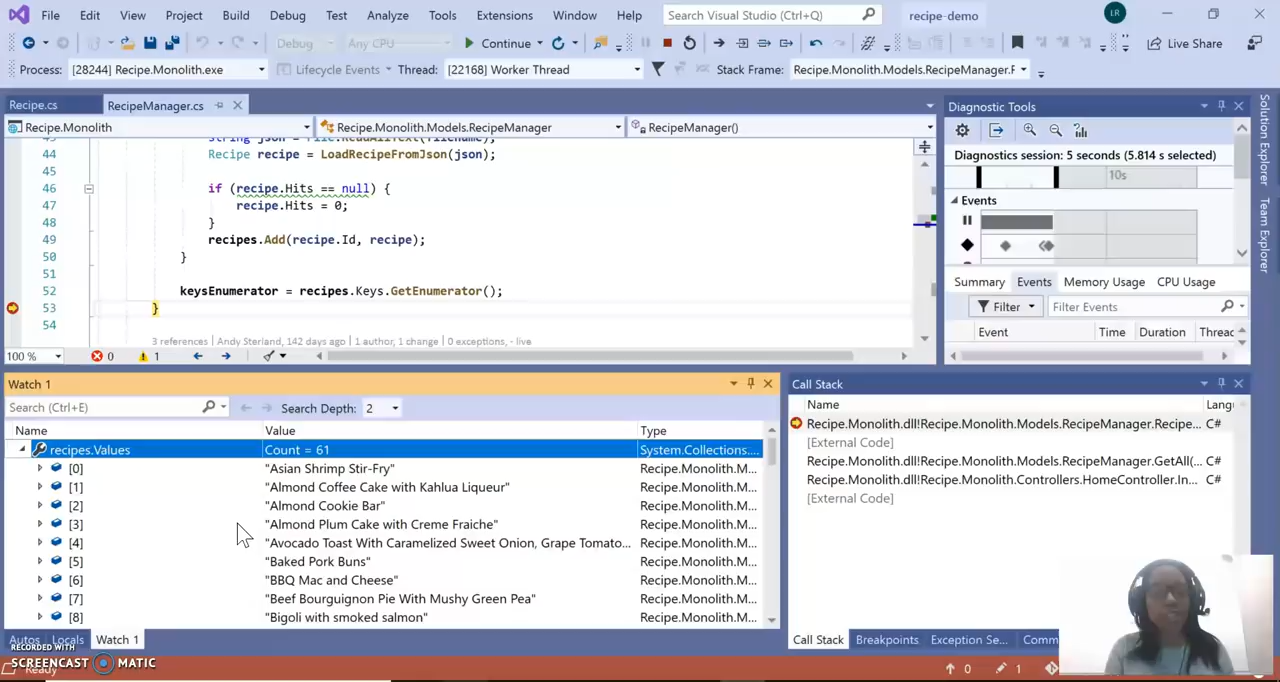 File Edit View Project Build Debug Test Analyze Tools Extensions Window Help Search Visual Studio (Ctrl+Q) recipe-demo LR
Debug Any CPU Continue Live Share
Process: [28244] Recipe.Monolith.exe Lifecycle Events Thread: [22168] Worker Thread Stack Frame: Recipe.Monolith.Models.RecipeManager.F
Recipe.cs RecipeManager.cs
Recipe.Monolith Recipe.Monolith.Models.RecipeManager RecipeManager()
43 string json = File.ReadAllText(filename);
44 Recipe recipe = LoadRecipeFromJson(json);
45
46 if (recipe.Hits == null) {
47 recipe.Hits = 0;
48 }
49 recipes.Add(recipe.Id, recipe);
50 }
51
52 keysEnumerator = recipes.Keys.GetEnumerator();
53 }
54
3 references | Andy Sterland, 142 days ago | 1 author, 1 change | 0 exceptions, - live
100 % 0 1
Diagnostic Tools
Diagnostics session: 5 seconds (5.814 s selected)
10s
Events
Summary Events Memory Usage CPU Usage
Filter Filter Events
Event Time Duration Threac
Solution Explorer
Team Explorer
Watch 1
Search (Ctrl+E) Search Depth: 2
Name Value Type
recipes.Values Count = 61 System.Collections....
[0] "Asian Shrimp Stir-Fry" Recipe.Monolith.M...
[1] "Almond Coffee Cake with Kahlua Liqueur" Recipe.Monolith.M...
[2] "Almond Cookie Bar" Recipe.Monolith.M...
[3] "Almond Plum Cake with Creme Fraiche" Recipe.Monolith.M...
[4] "Avocado Toast With Caramelized Sweet Onion, Grape Tomato... Recipe.Monolith.M...
[5] "Baked Pork Buns" Recipe.Monolith.M...
[6] "BBQ Mac and Cheese" Recipe.Monolith.M...
[7] "Beef Bourguignon Pie With Mushy Green Pea" Recipe.Monolith.M...
[8] "Bigoli with smoked salmon" Recipe.Monolith.M...
Autos Locals Watch 1
Call Stack
Name Langu
Recipe.Monolith.dll!Recipe.Monolith.Models.RecipeManager.Recipe... C#
[External Code]
Recipe.Monolith.dll!Recipe.Monolith.Models.RecipeManager.GetAll(... C#
Recipe.Monolith.dll!Recipe.Monolith.Controllers.HomeController.In... C#
[External Code]
Call Stack Breakpoints Exception Se... Comm
RECORDED WITH
SCREENCAST MATIC
Ready 0 1